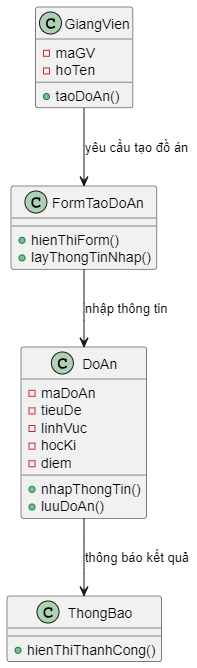 C GiangVien
maGV
hoTen
taoDoAn()
yêu cầu tạo đồ án
C FormTaoDoAn
hienThiForm()
layThongTinNhap()
nhập thông tin
C DoAn
maDoAn
tieuDe
linhVuc
hocKi
diem
nhapThongTin()
luuDoAn()
thông báo kết quả
C ThongBao
hienThiThanhCong()